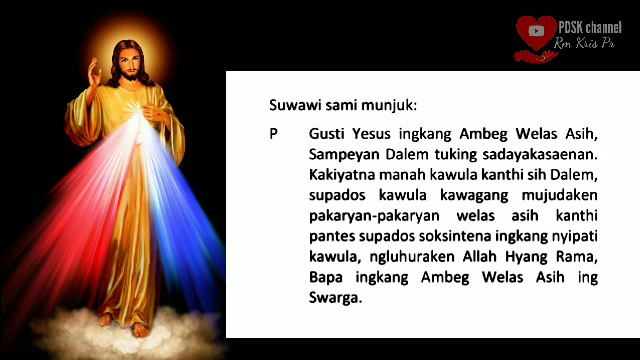 PDSK channel
Rm Kris Pr
Suwawi sami munjuk:
P Gusti Yesus ingkang Ambeg Welas Asih,
Sampeyan Dalem tuking sadayakasaenan.
Kakiyatna manah kawula kanthi sih Dalem,
supados kawula kawagang mujudaken
pakaryan-pakaryan welas asih kanthi
pantes supados soksintena ingkang nyipati
kawula, ngluhuraken Allah Hyang Rama,
Bapa ingkang Ambeg Welas Asih ing
Swarga.